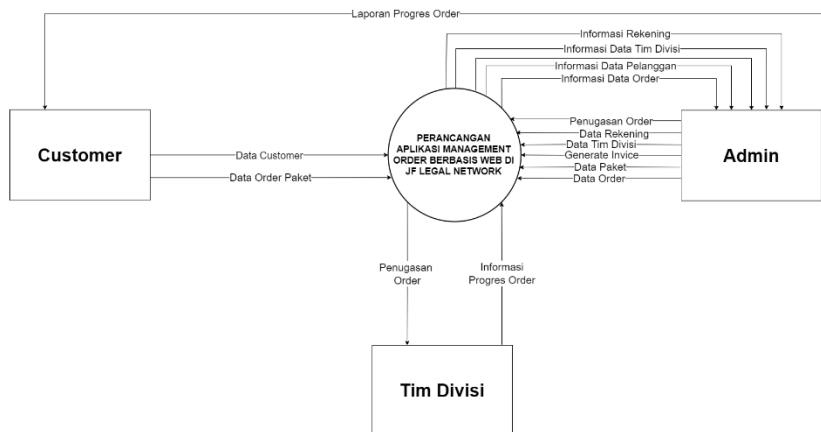 Laporan Progres Order
Informasi Rekening
Informasi Data Tim Divisi
Informasi Data Pelanggan
Informasi Data Order
Customer
Data Customer
Data Order Paket
PERANCANGAN
APLIKASI MANAGEMENT
ORDER BERBASIS WEB DI
JF LEGAL NETWORK
Penugasan Order
Data Rekening
Data Tim Divisi
Generate Invice
Data Paket
Data Order
Admin
Penugasan
Order
Informasi
Progres Order
Tim Divisi